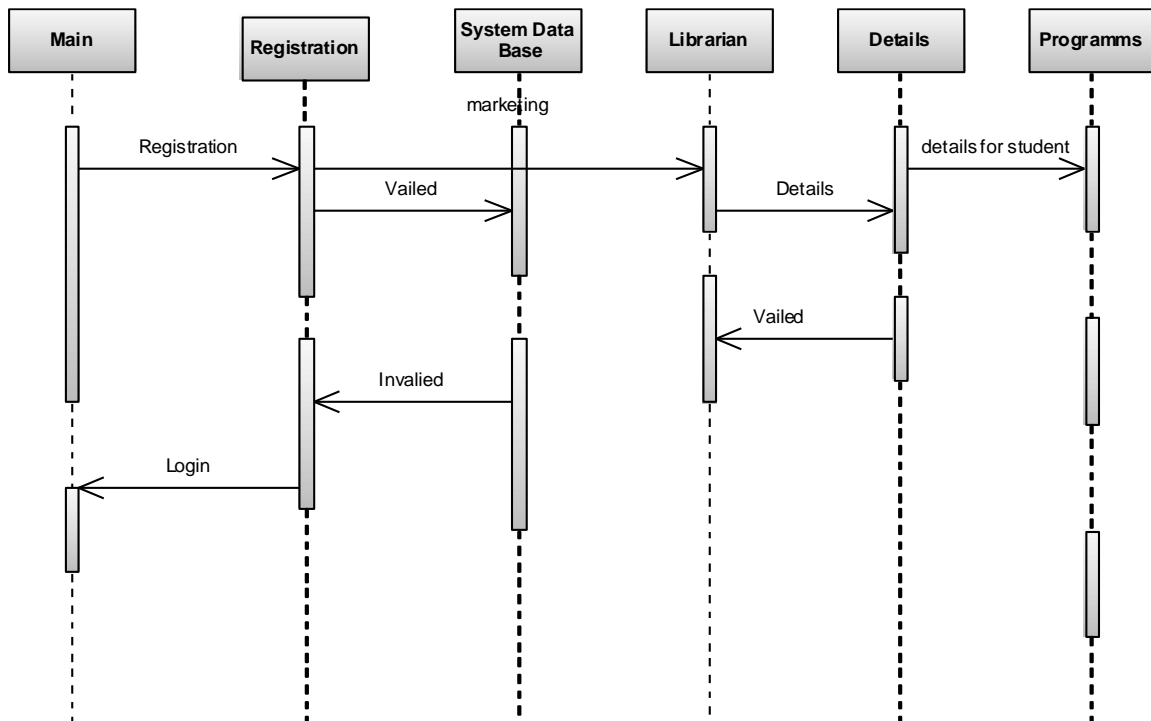 Main
Registration
System Data
Base
Librarian
Details
Programms
marketing
Registration
details for student
Vailed
Details
Vailed
Invalied
Login